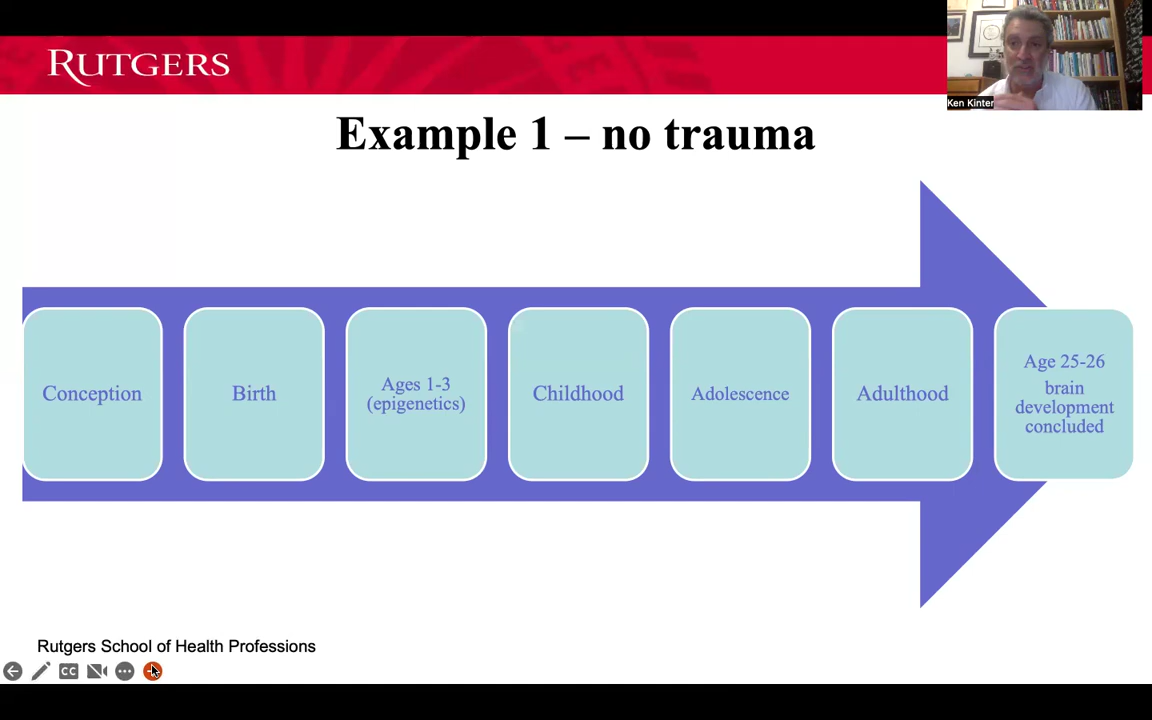 RUTGERS
Ken Kinter
Example 1 – no trauma
Conception
Birth
Ages 1-3
(epigenetics)
Childhood
Adolescence
Adulthood
Age 25-26
brain
development
concluded
Rutgers School of Health Professions
CC